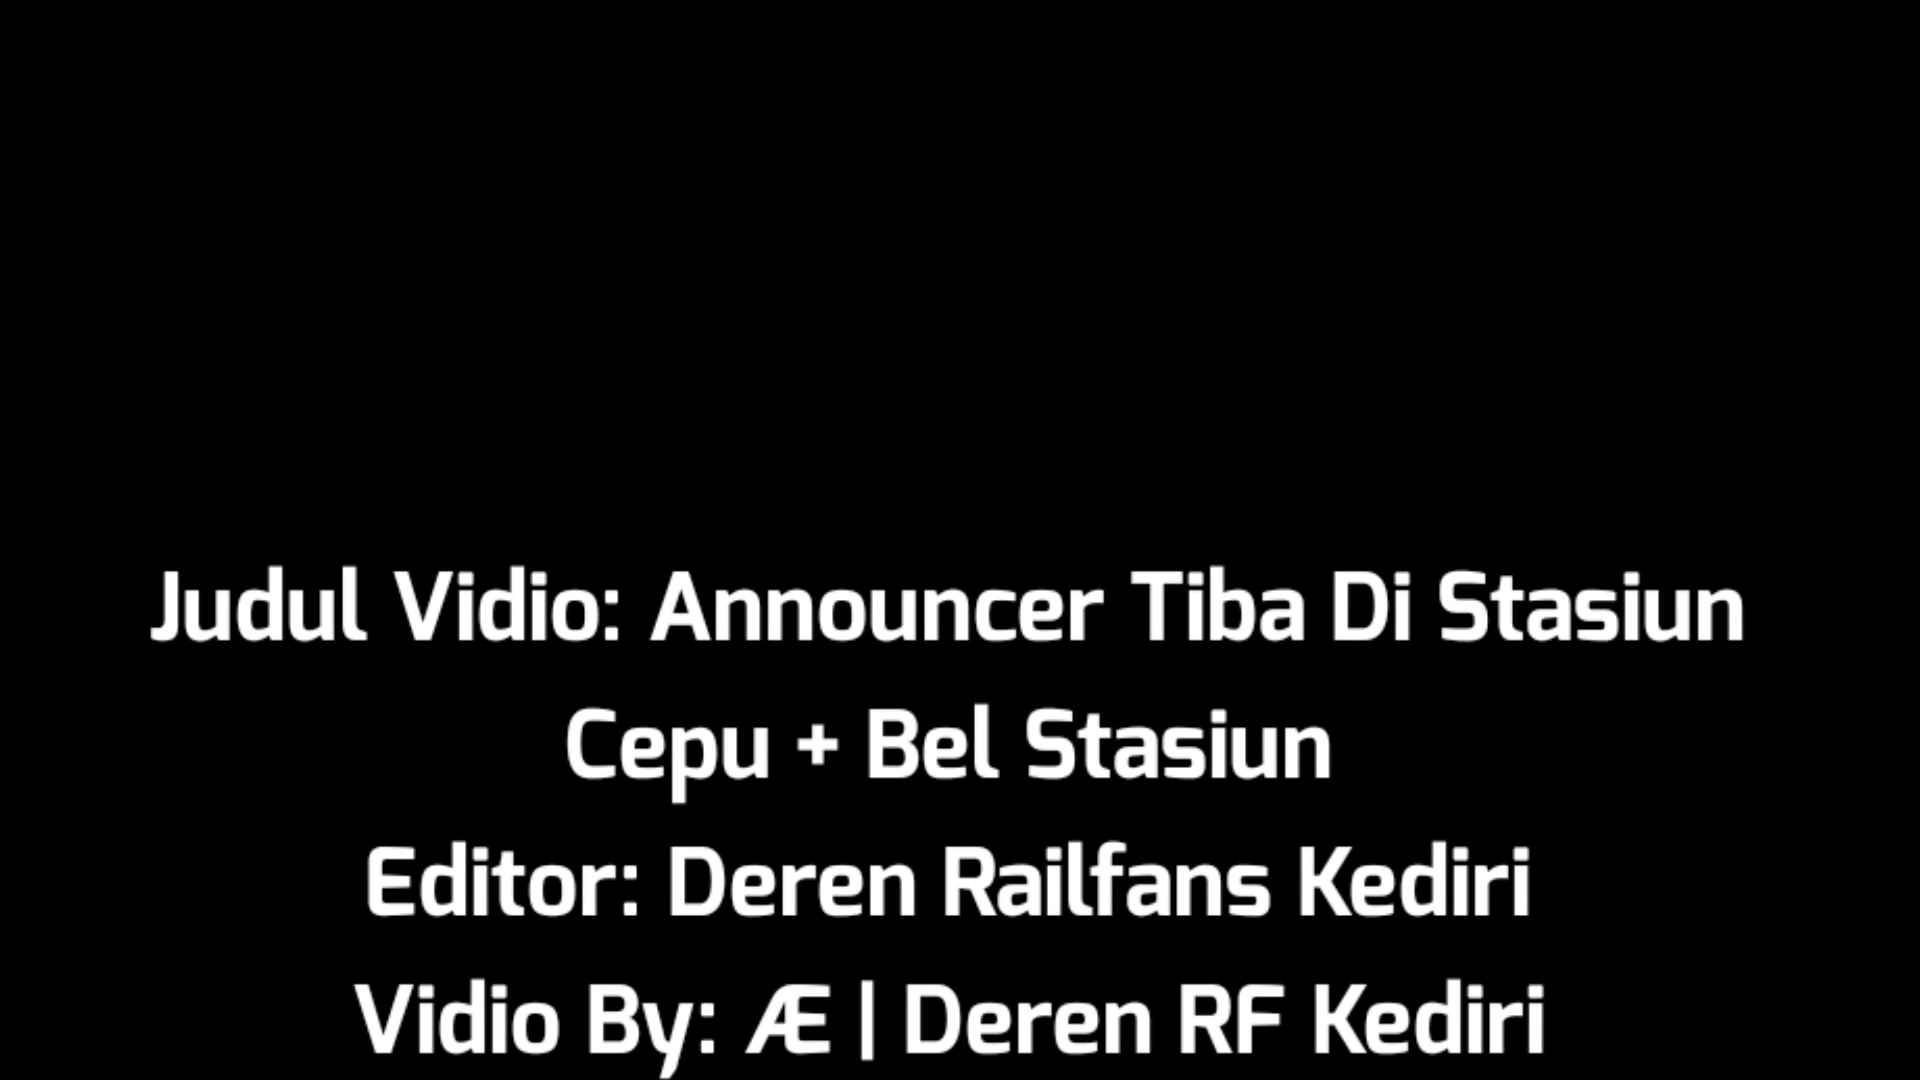 Judul Vidio: Announcer Tiba Di Stasiun
Cepu + Bel Stasiun
Editor: Deren Railfans Kediri
Vidio By: Æ | Deren RF Kediri